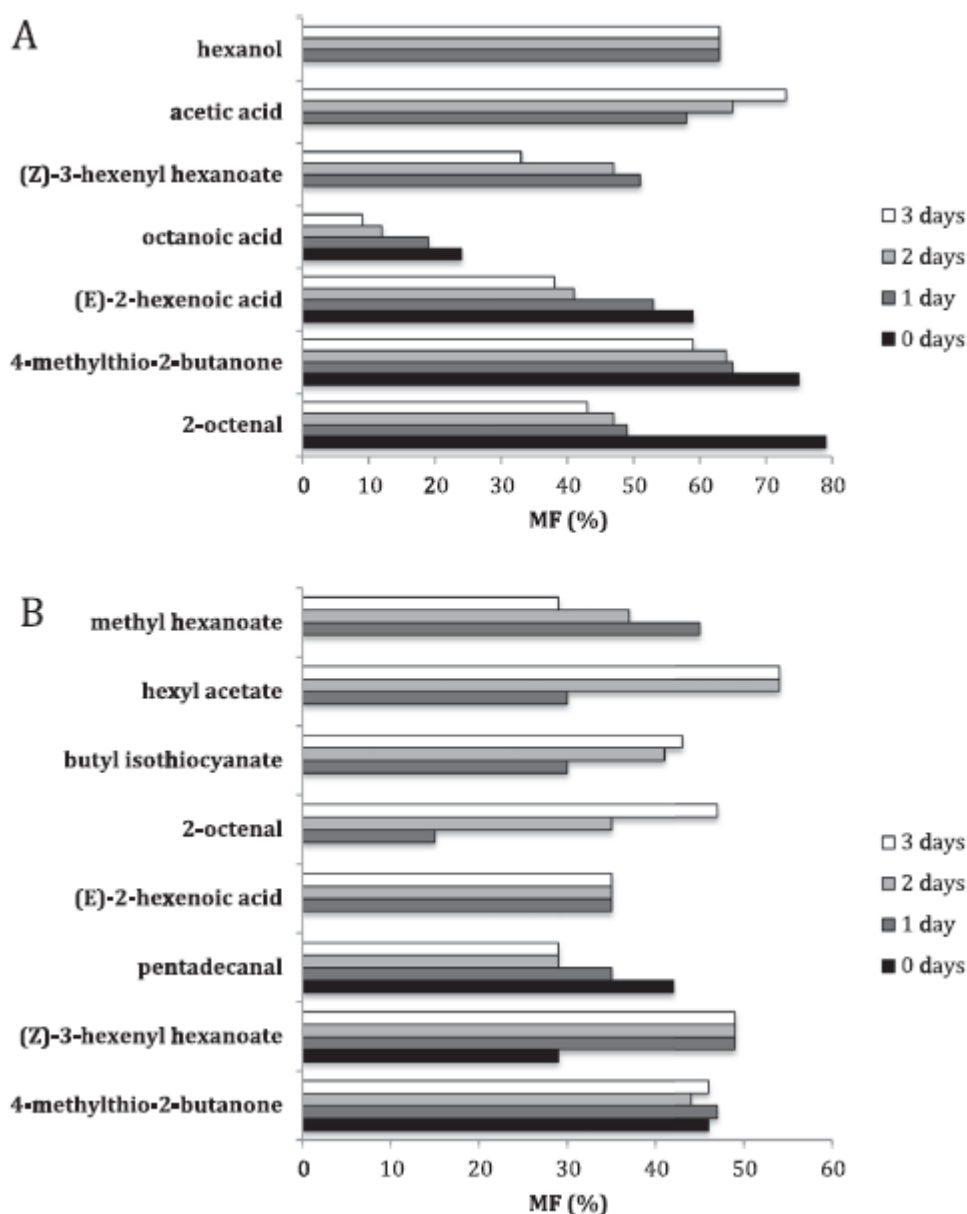 A
hexanol
acetic acid
(Z)-3-hexenyl hexanoate
octanoic acid
(E)-2-hexenoic acid
4-methylthio-2-butanone
2-octenal
3 days
2 days
1 day
0 days
0 10 20 30 40 50 60 70 80
MF (%)
B
methyl hexanoate
hexyl acetate
butyl isothiocyanate
2-octenal
(E)-2-hexenoic acid
pentadecanal
(Z)-3-hexenyl hexanoate
4-methylthio-2-butanone
3 days
2 days
1 day
0 days
0 10 20 30 40 50 60
MF (%)